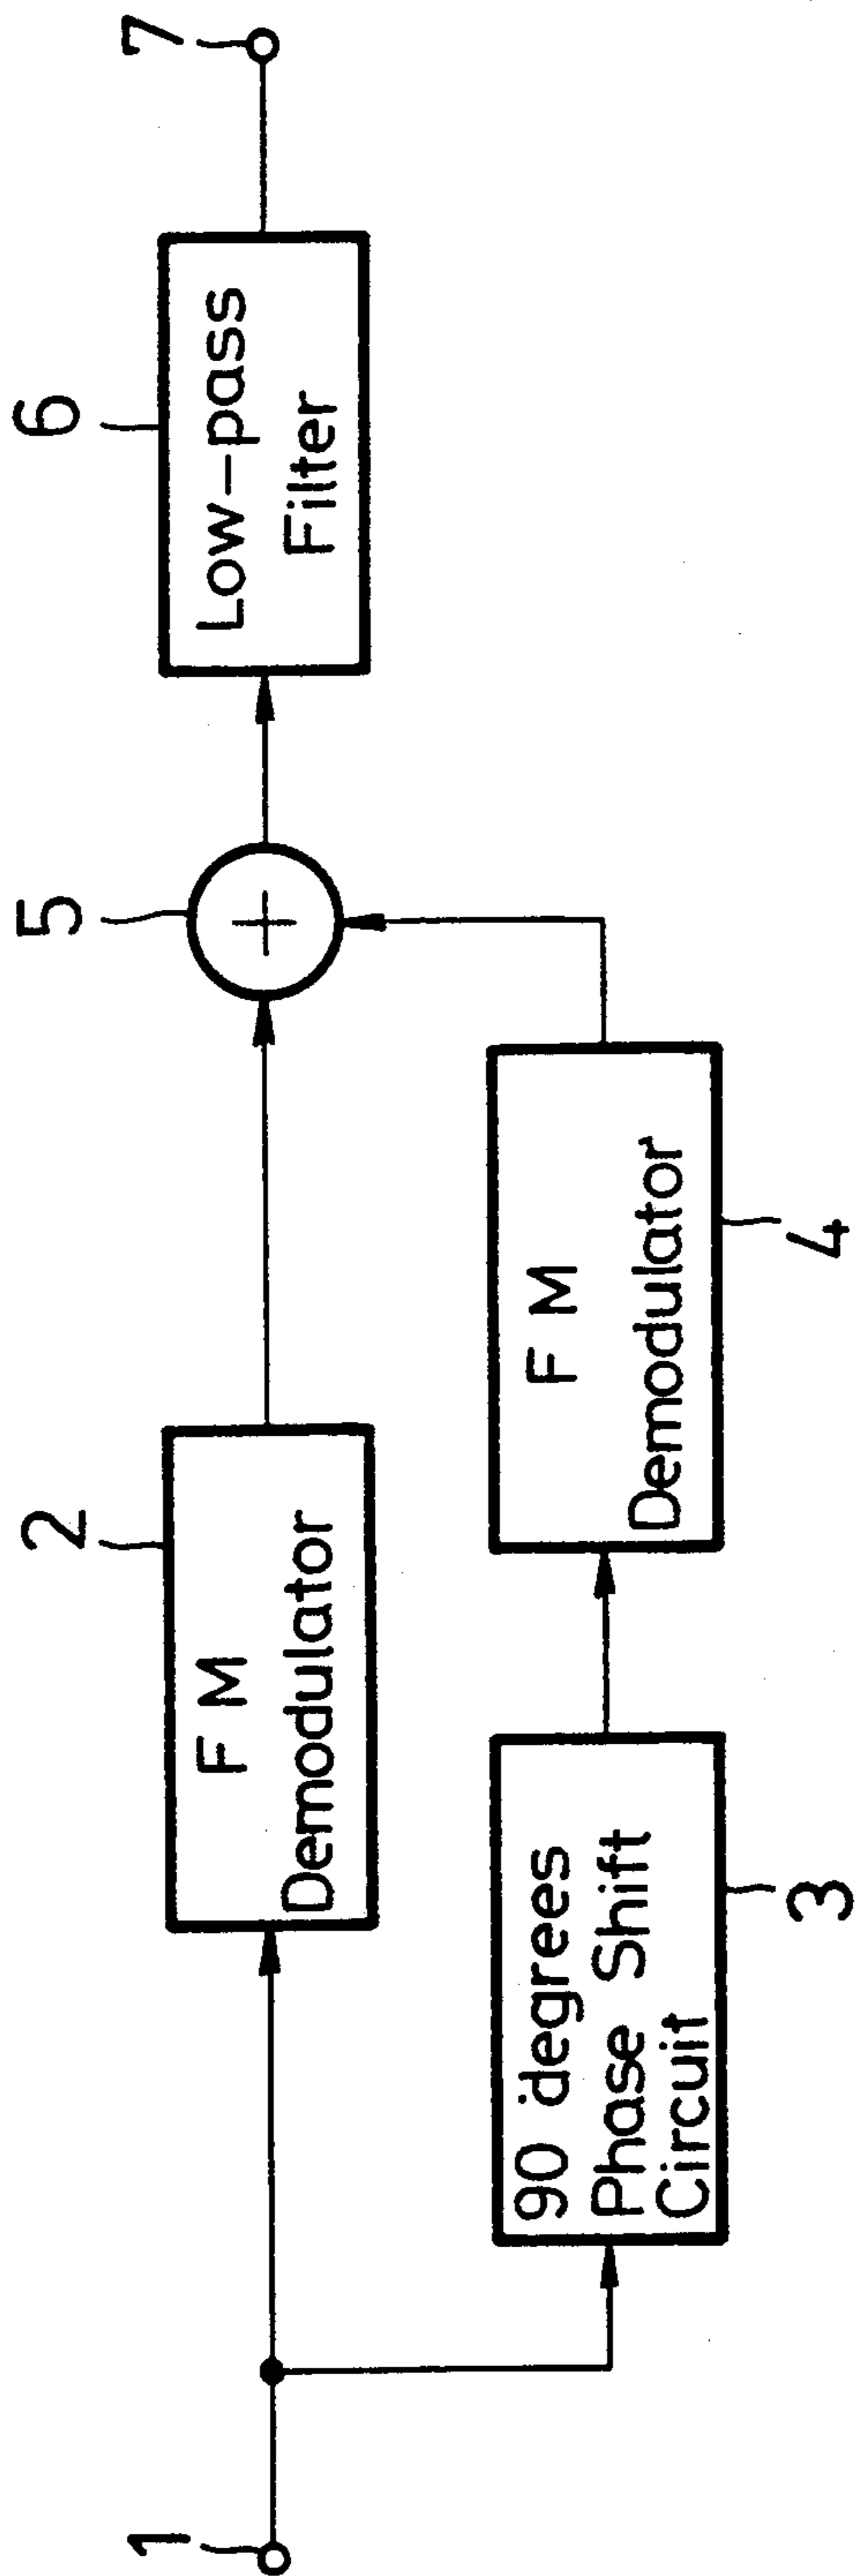 1
2
F M
Demodulator
90 degrees
Phase Shift
Circuit
3
F M
Demodulator
4
5
+
6
Low-pass
Filter
7